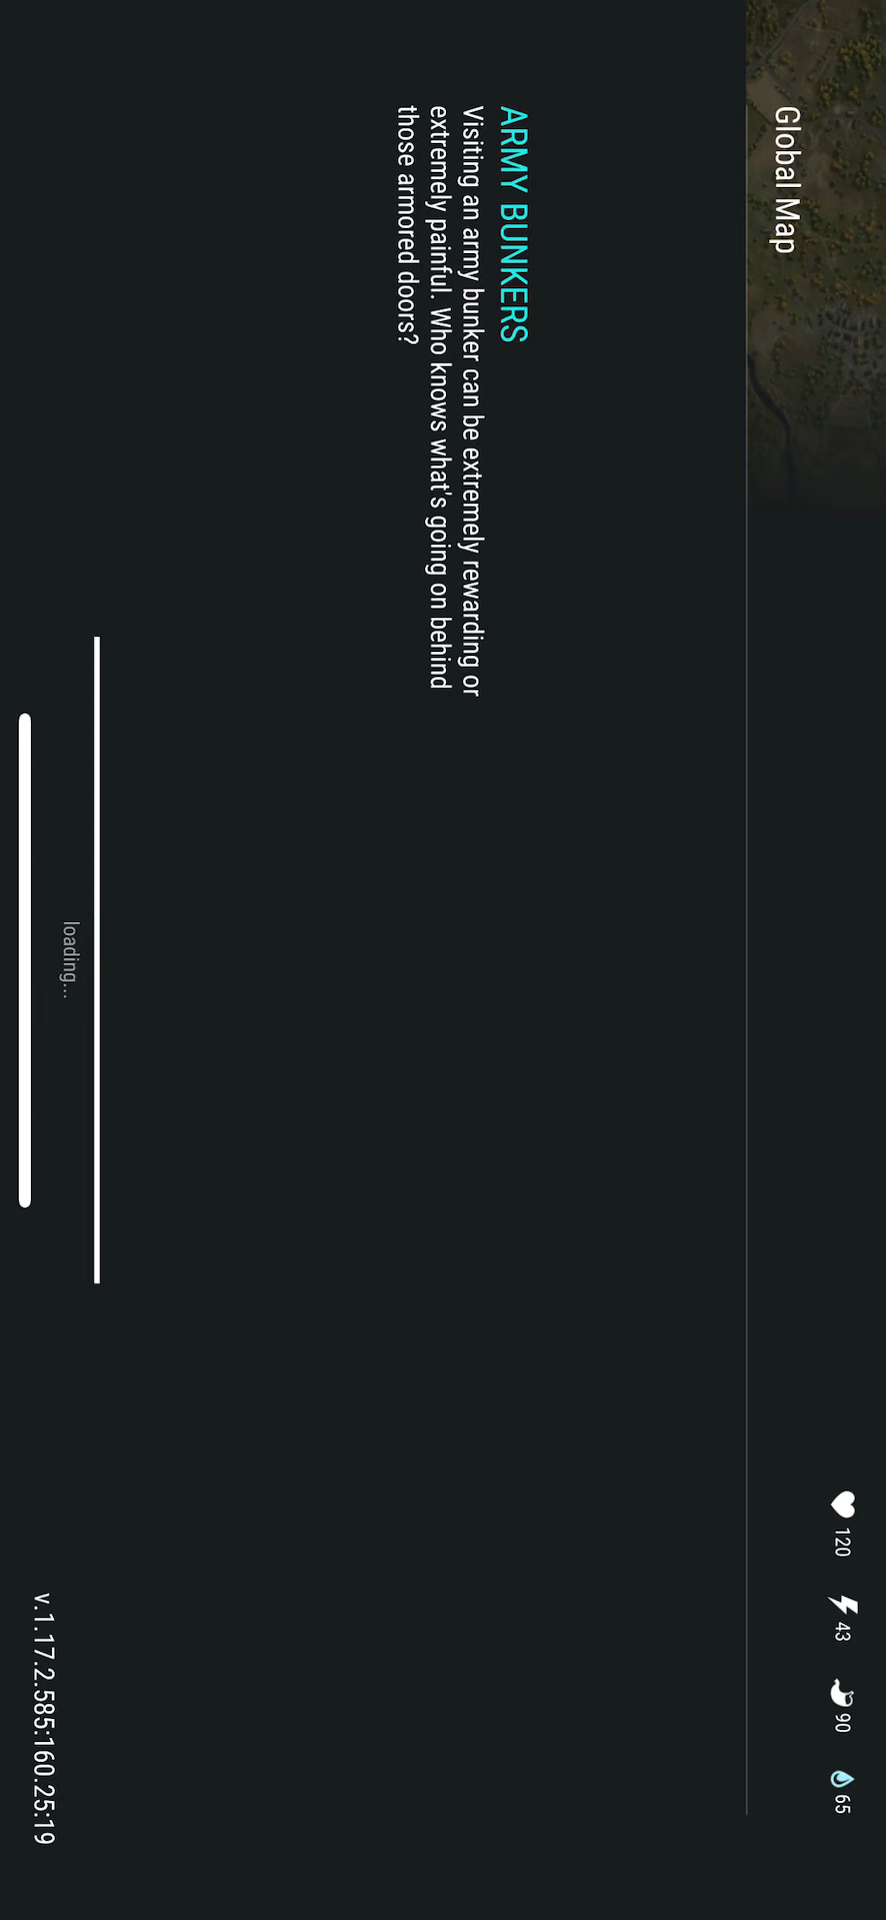 Global Map
120
43
90
65
ARMY BUNKERS
Visiting an army bunker can be extremely rewarding or
extremely painful. Who knows what's going on behind
those armored doors?
loading...
v.1.17.2.585:160.25:19